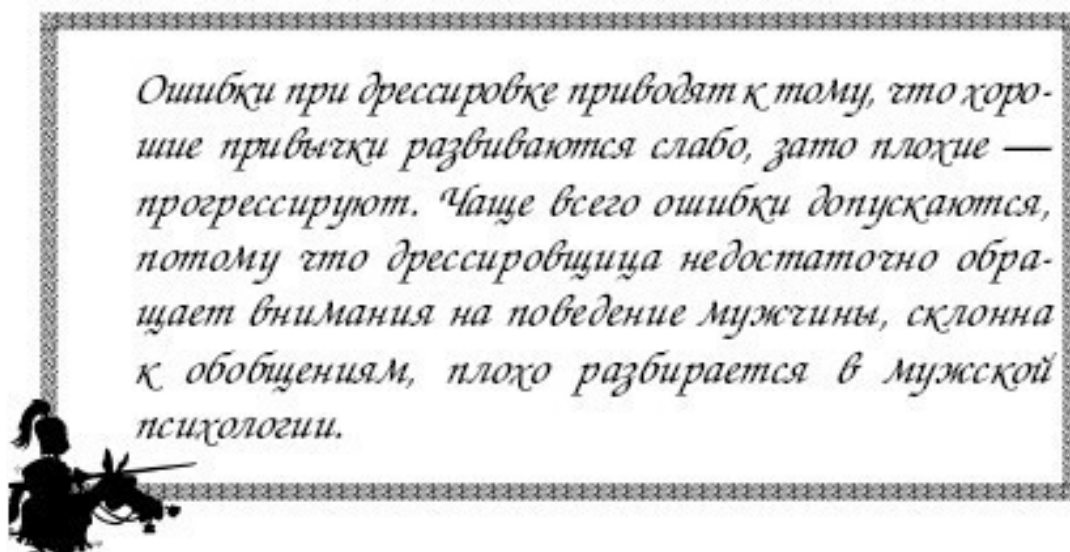 Ошибки при дрессировке приводят к тому, что хоро-
шие привычки развиваются слабо, зато плохие —
прогрессируют. Чаще всего ошибки допускаются,
потому что дрессировщица недостаточно обра-
щает внимания на поведение мужчины, склонна
к обобщениям, плохо разбирается в мужской
психологии.